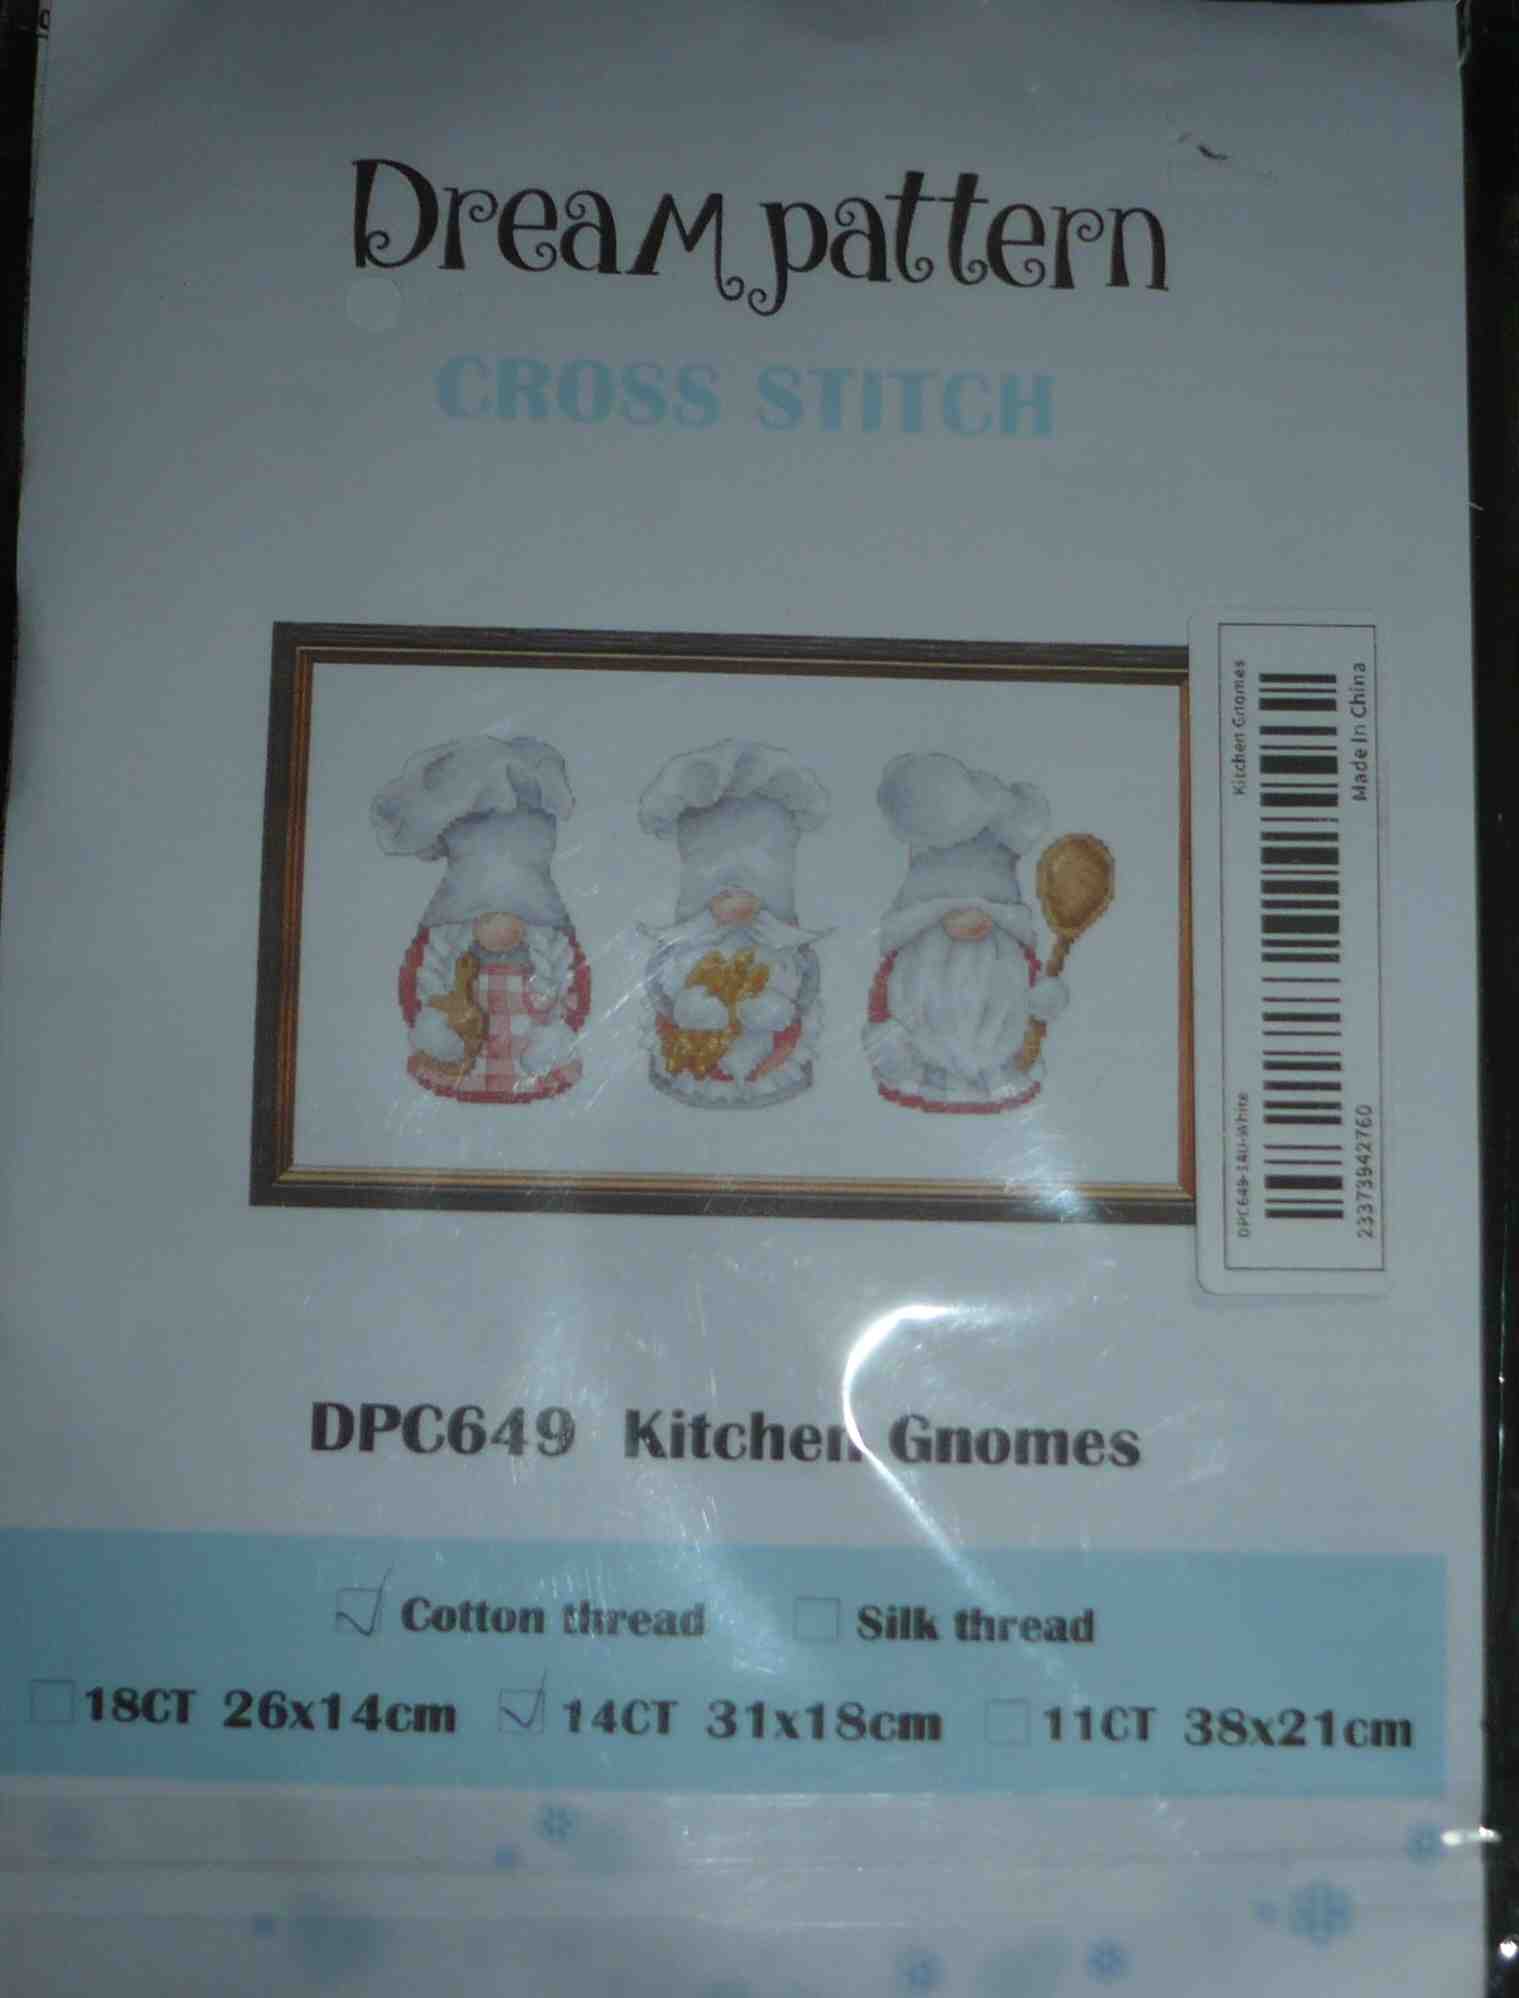 Dream pattern
CROSS STITCH
Kitchen Gnomes
Made In China
23373942760
DPC649 Kitchen Gnomes
Cotton thread
Silk thread
18CT 26x14cm
14CT 31x18cm
11CT 38x21cm